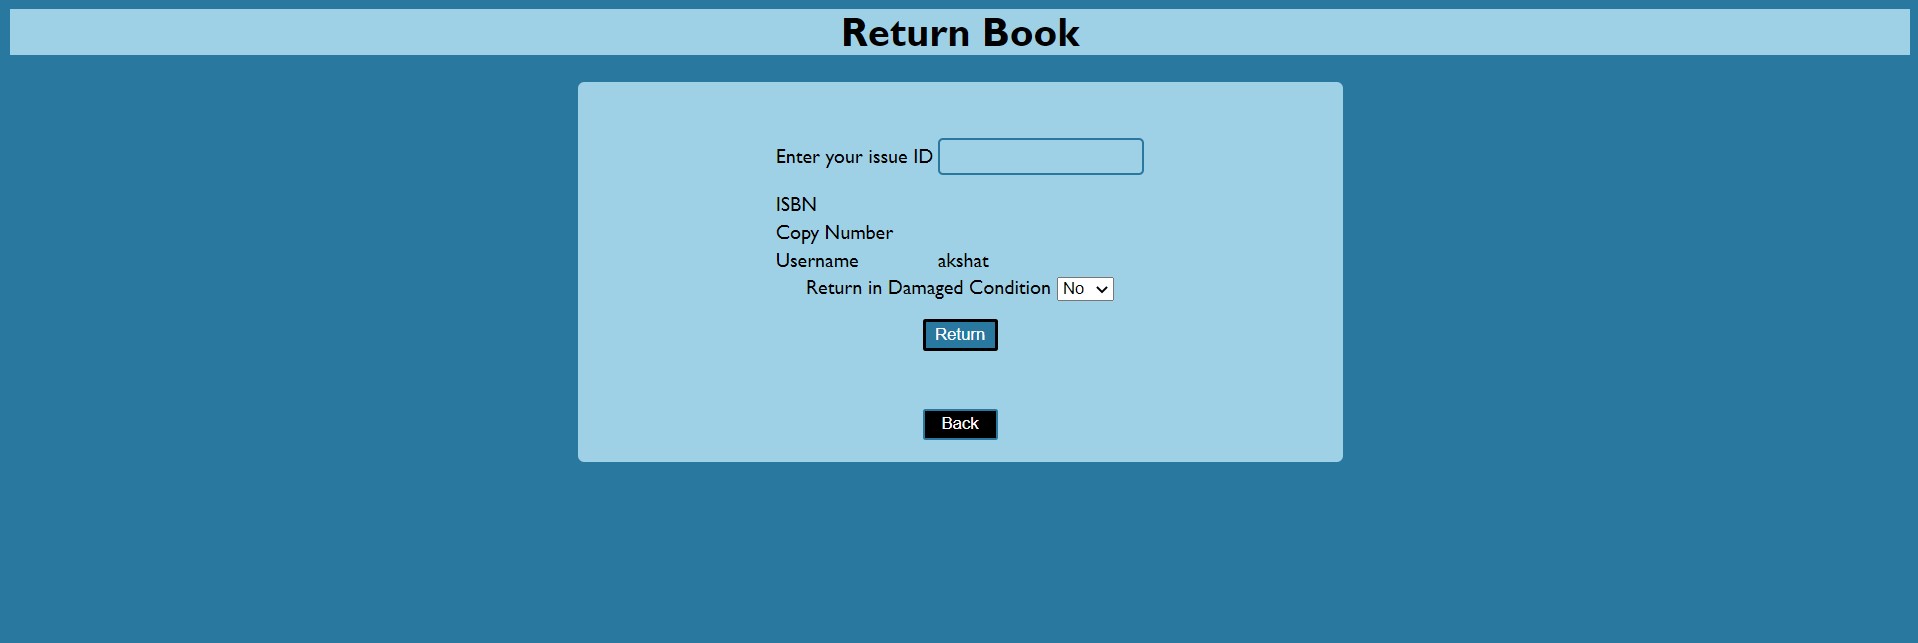 Return Book
Enter your issue ID
ISBN
Copy Number
Username akshat
Return in Damaged Condition No
Return
Back